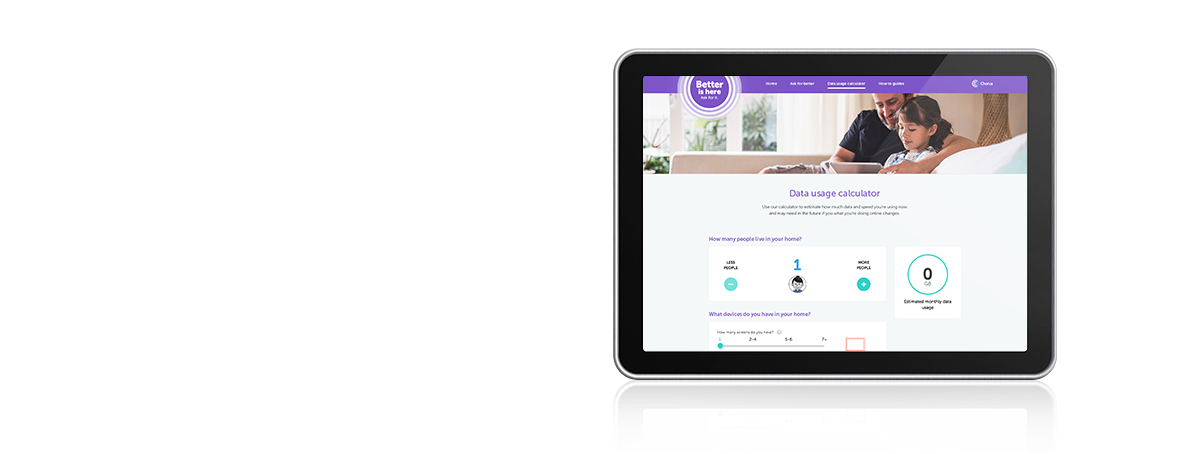 Better
is here
Ask for it.
Home
Ask for better
Data usage calculator
How to guides
Chorus
Data usage calculator
Use our calculator to estimate how much data and speed you're using now
and may need in the future if you what you're doing online changes.
How many people live in your home?
LESS
PEOPLE
1
MORE
PEOPLE
0
GB
Estimated monthly data
usage
What devices do you have in your home?
How many screens do you have?
1
2-4
5-6
7+